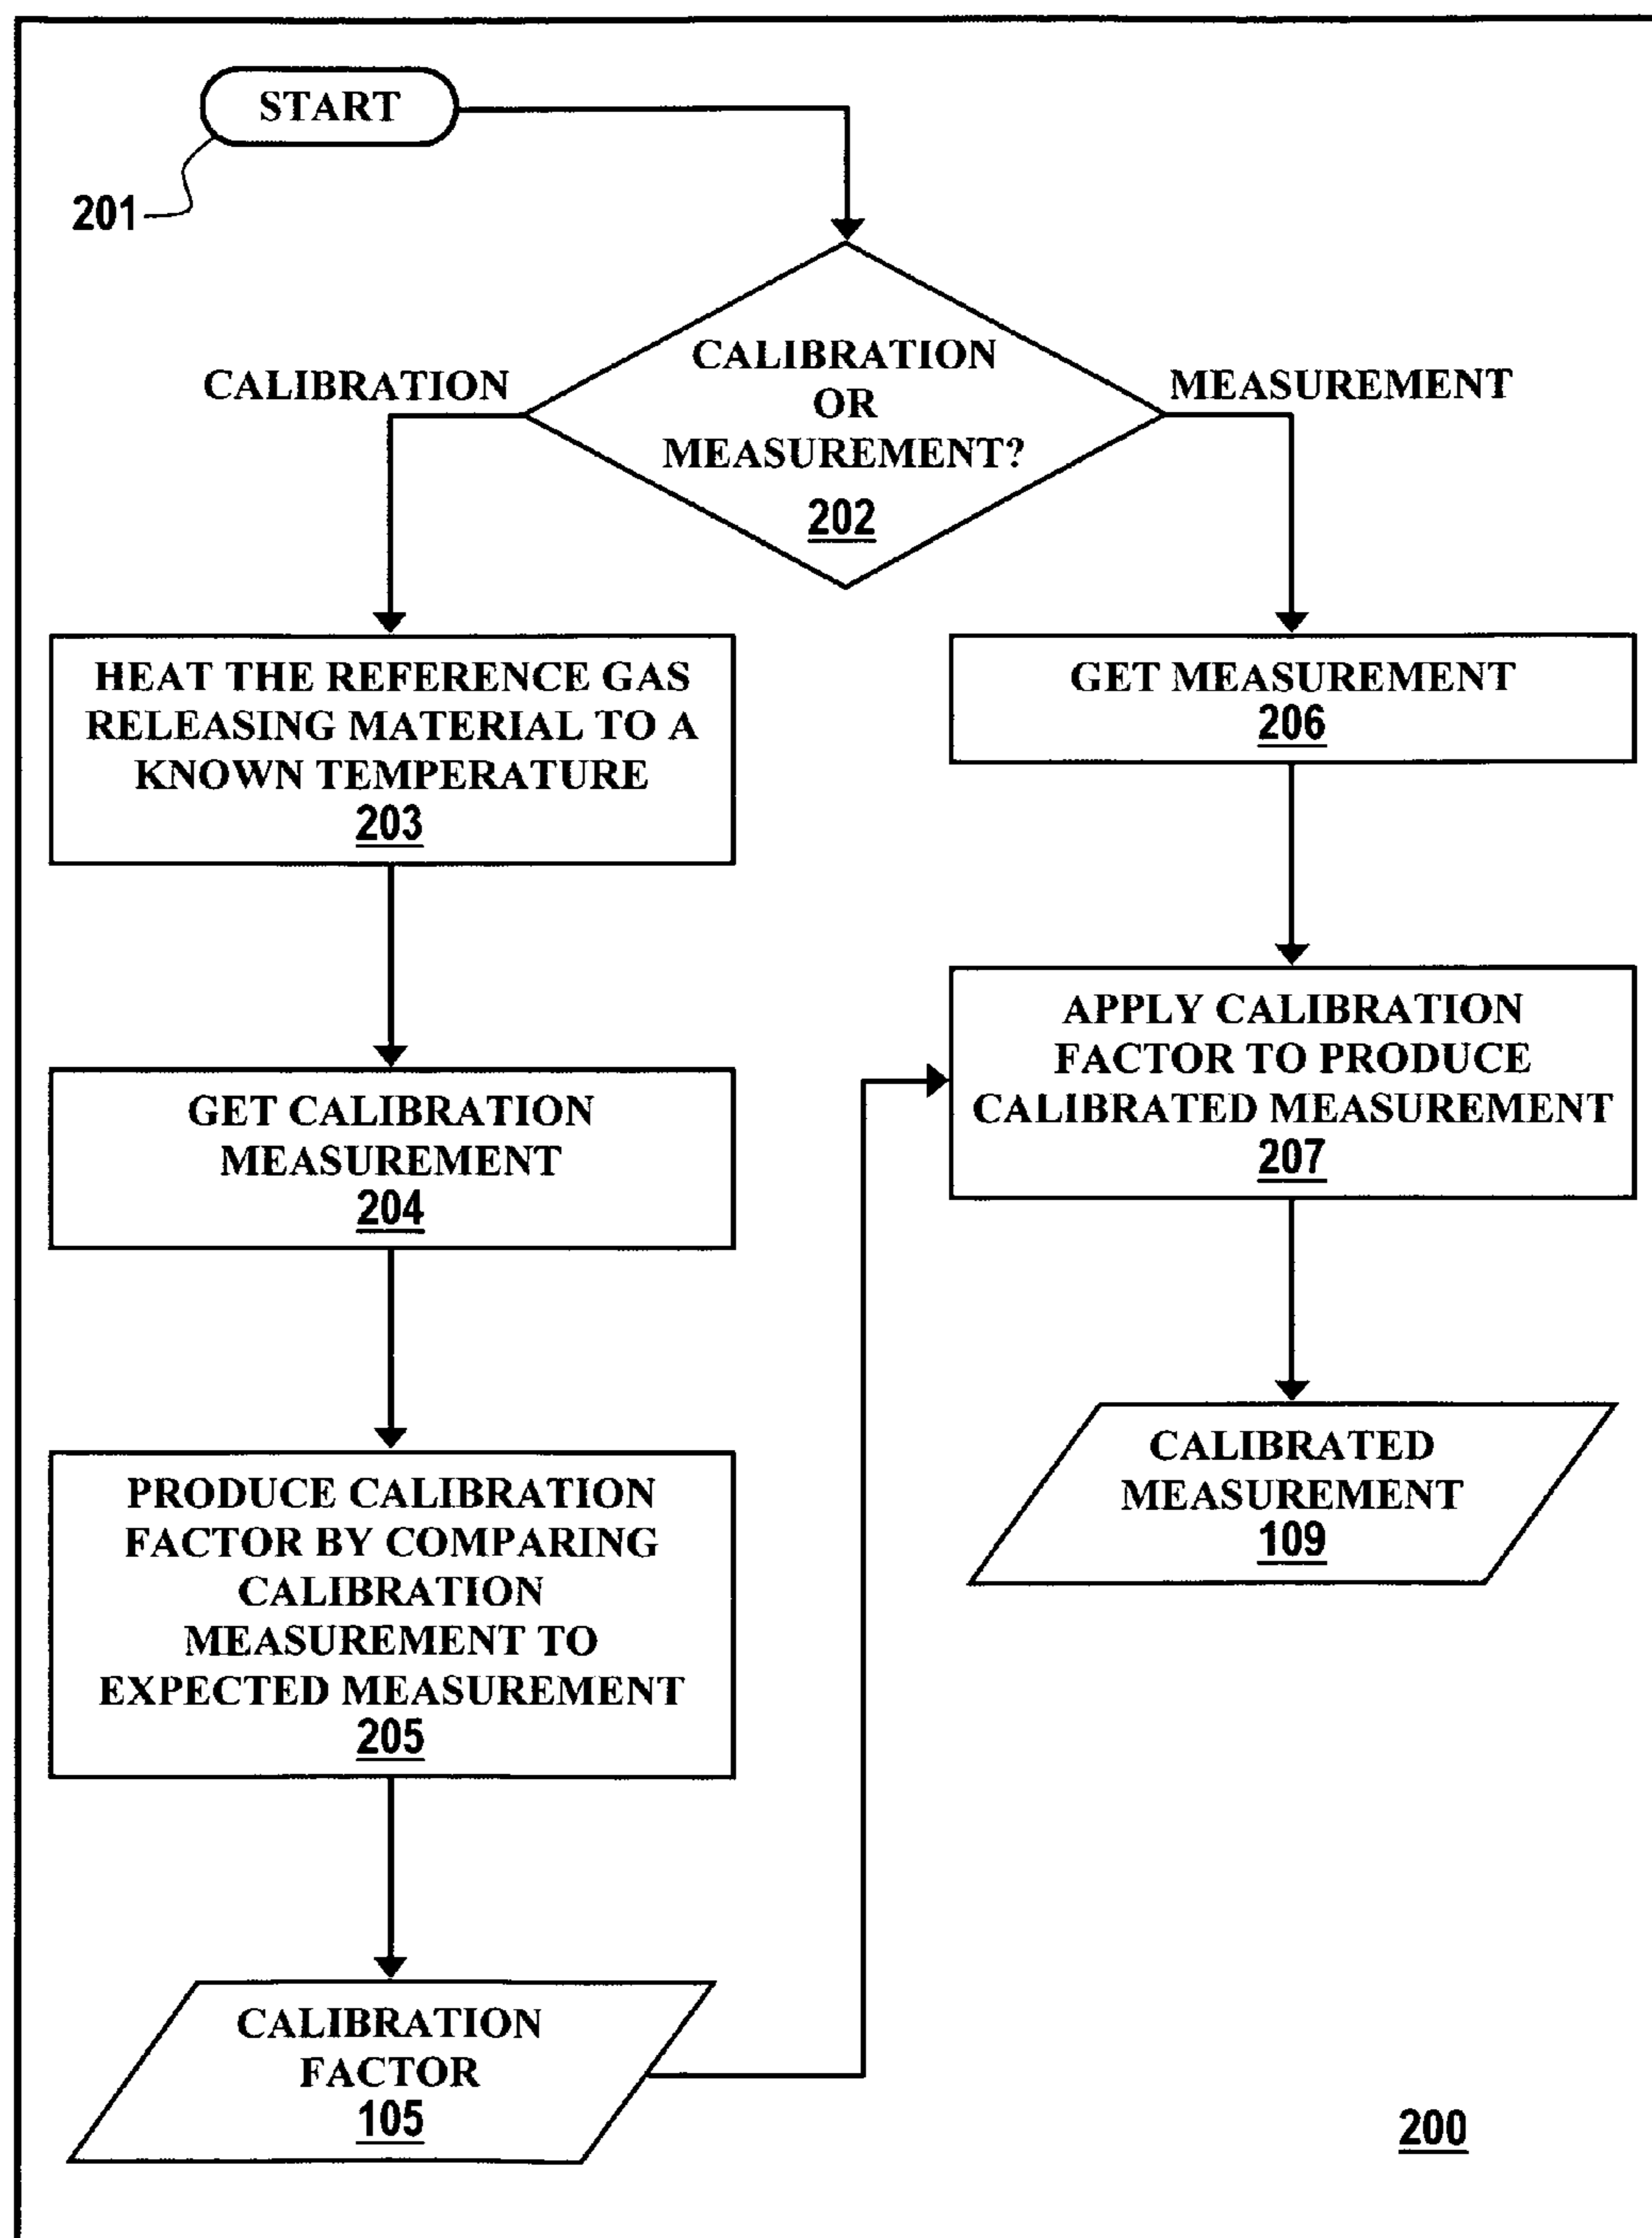 START
201
CALIBRATION
OR
MEASUREMENT?
202
CALIBRATION
MEASUREMENT
HEAT THE REFERENCE GAS
RELEASING MATERIAL TO A
KNOWN TEMPERATURE
203
GET CALIBRATION
MEASUREMENT
204
PRODUCE CALIBRATION
FACTOR BY COMPARING
CALIBRATION
MEASUREMENT TO
EXPECTED MEASUREMENT
205
CALIBRATION
FACTOR
105
GET MEASUREMENT
206
APPLY CALIBRATION
FACTOR TO PRODUCE
CALIBRATED MEASUREMENT
207
CALIBRATED
MEASUREMENT
109
200